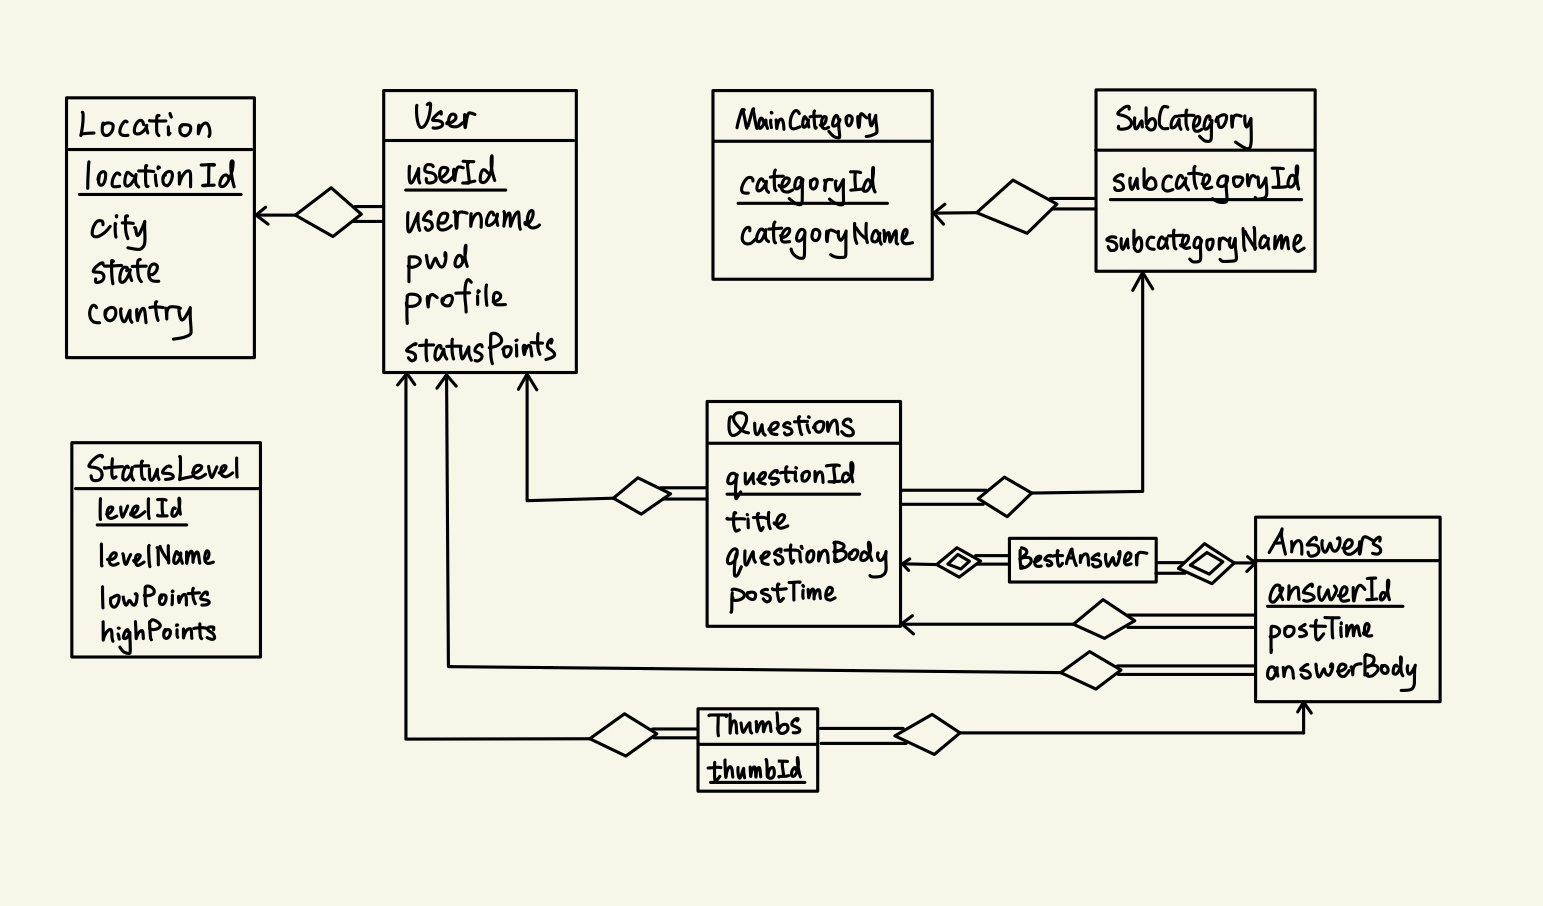 Location
locationId
city
state
country
User
userId
username
pwd
profile
statusPoints
MainCategory
categoryId
categoryName
SubCategory
subcategoryId
subcategoryName
StatusLevel
levelId
levelName
lowPoints
highPoints
Questions
questionId
title
questionBody
postTime
BestAnswer
Answers
answerId
postTime
answerBody
Thumbs
thumbId